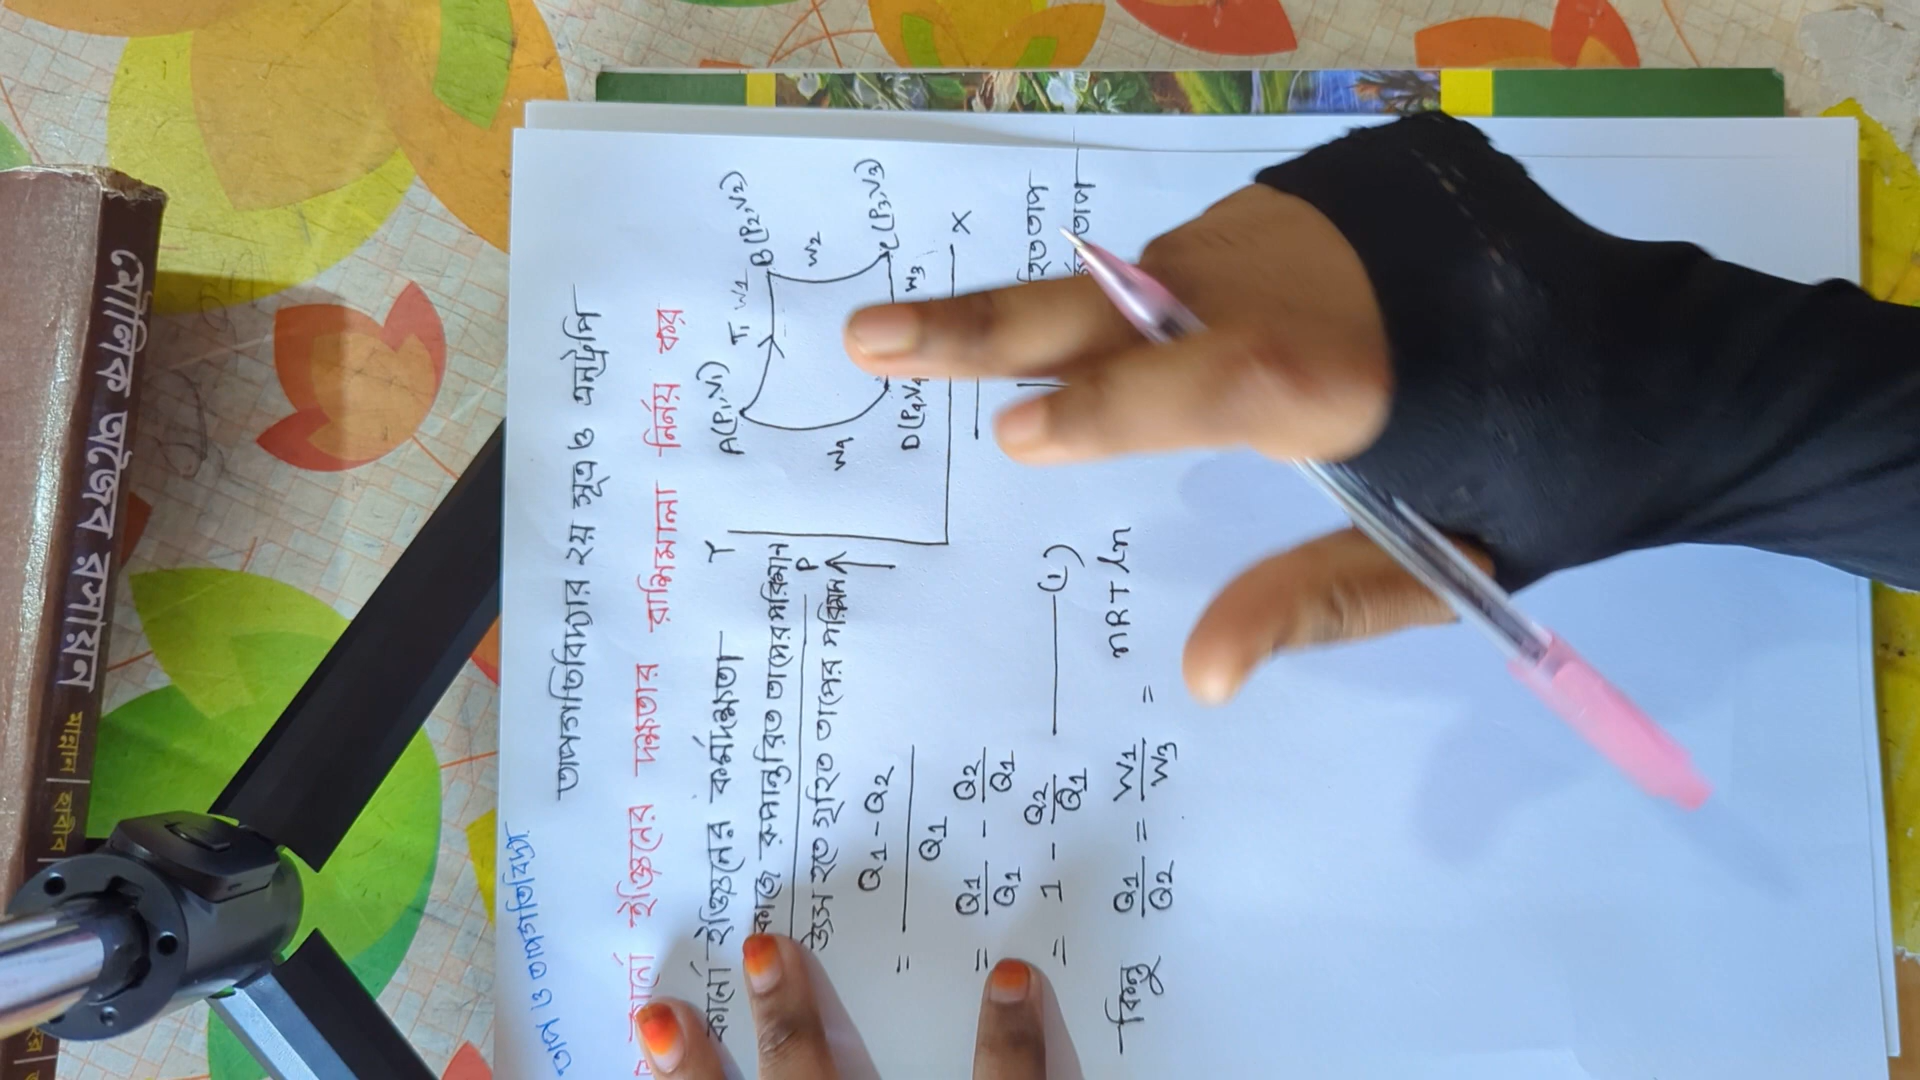 তাপ ও তাপগতিবিদ্যা
তাপগতিবিদ্যার ২য় সূত্র ও এনট্রপি
কার্নো ইঞ্জিনের দক্ষতার রাশিমালা নির্ণয় কর
কার্নো ইঞ্জিনের কর্মদক্ষতা
কাজে রূপান্তরিত তাপের পরিমাণ
উৎস হতে গৃহিত তাপের পরিমাণ
= Q1 - Q2
Q1
= Q1/Q1 - Q2/Q1
= 1 - Q2/Q1 (1)
কিন্তু Q1/Q2 = W1/W3 = nRT ln
Y
P
A(P1,V1)
T1 W1
B(P2,V2)
W2
C(P3,V3)
W3
D(P4,V4
W4
X
মৌলিক অজৈব রসায়ন
মান্নান | হাবীব |